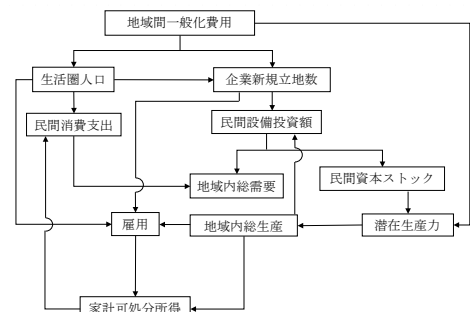 地域間一般化費用
生活圏人口
企業新規立地数
民間消費支出
民間設備投資額
地域内総需要
民間資本ストック
雇用
地域内総生産
潜在生産力
家計可処分所得